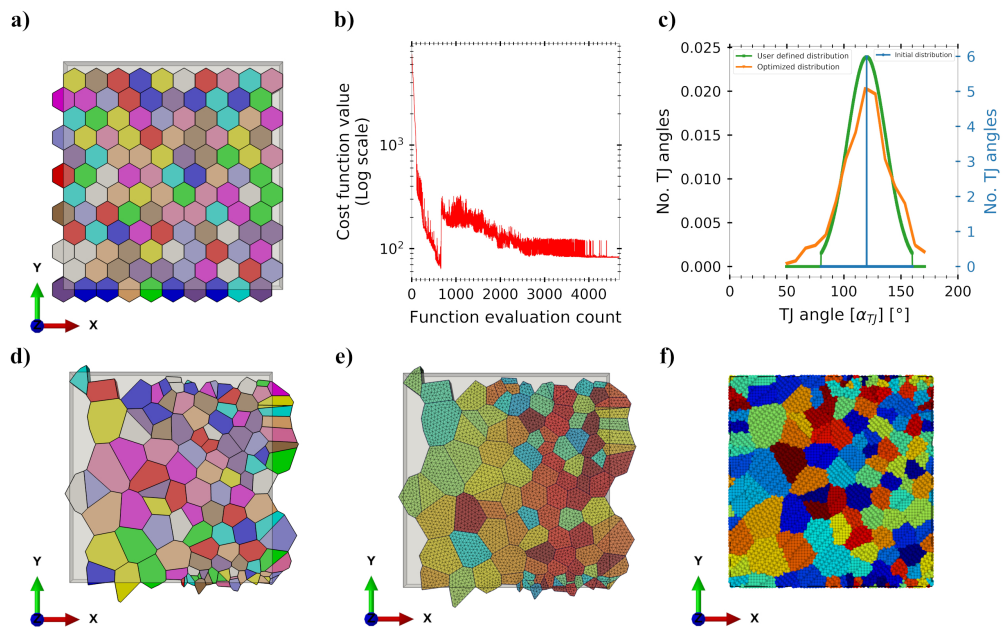 a)
Y
Z
X
b)
Cost function value
(Log scale)
10³
10²
0 1000 2000 3000 4000
Function evaluation count
c)
User defined distribution
Optimized distribution
Initial distribution
No. TJ angles
0.025
0.020
0.015
0.010
0.005
0.000
6
5
4
3
2
1
0
No. TJ angles
0 50 100 150 200
TJ angle [α_TJ] [°]
d)
Y
Z
X
e)
Y
Z
X
f)
Y
Z
X